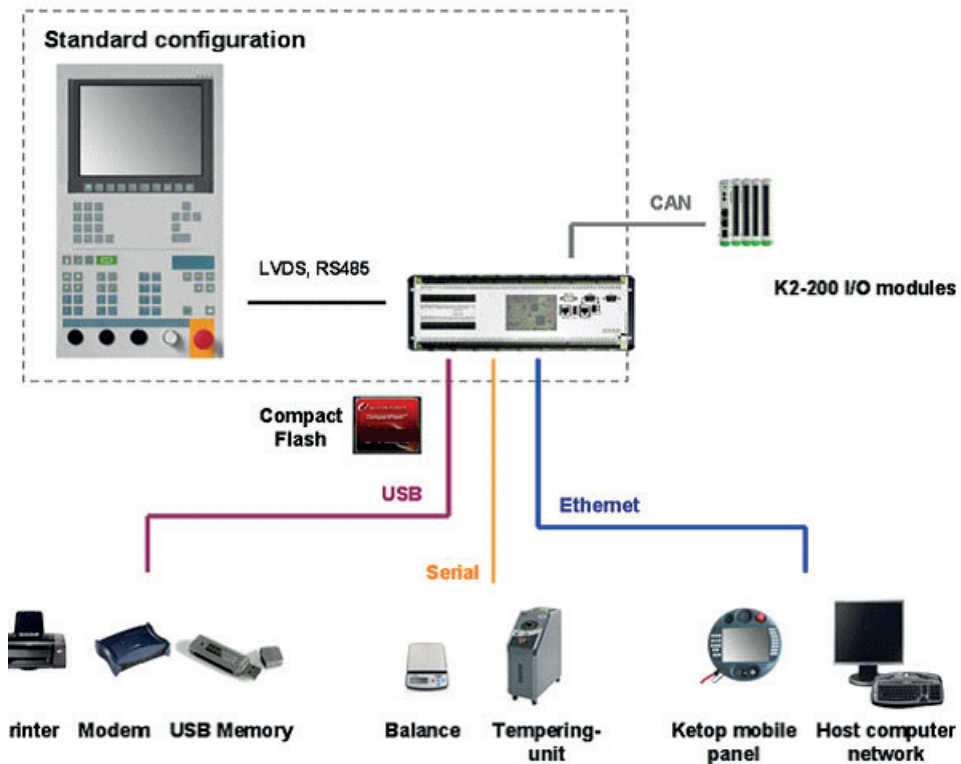 Standard configuration
CAN
LVDS, RS485
K2-200 I/O modules
Compact
Flash
USB
Ethernet
Serial
rinter
Modem
USB Memory
Balance
Tempering-
unit
Ketop mobile
panel
Host computer
network